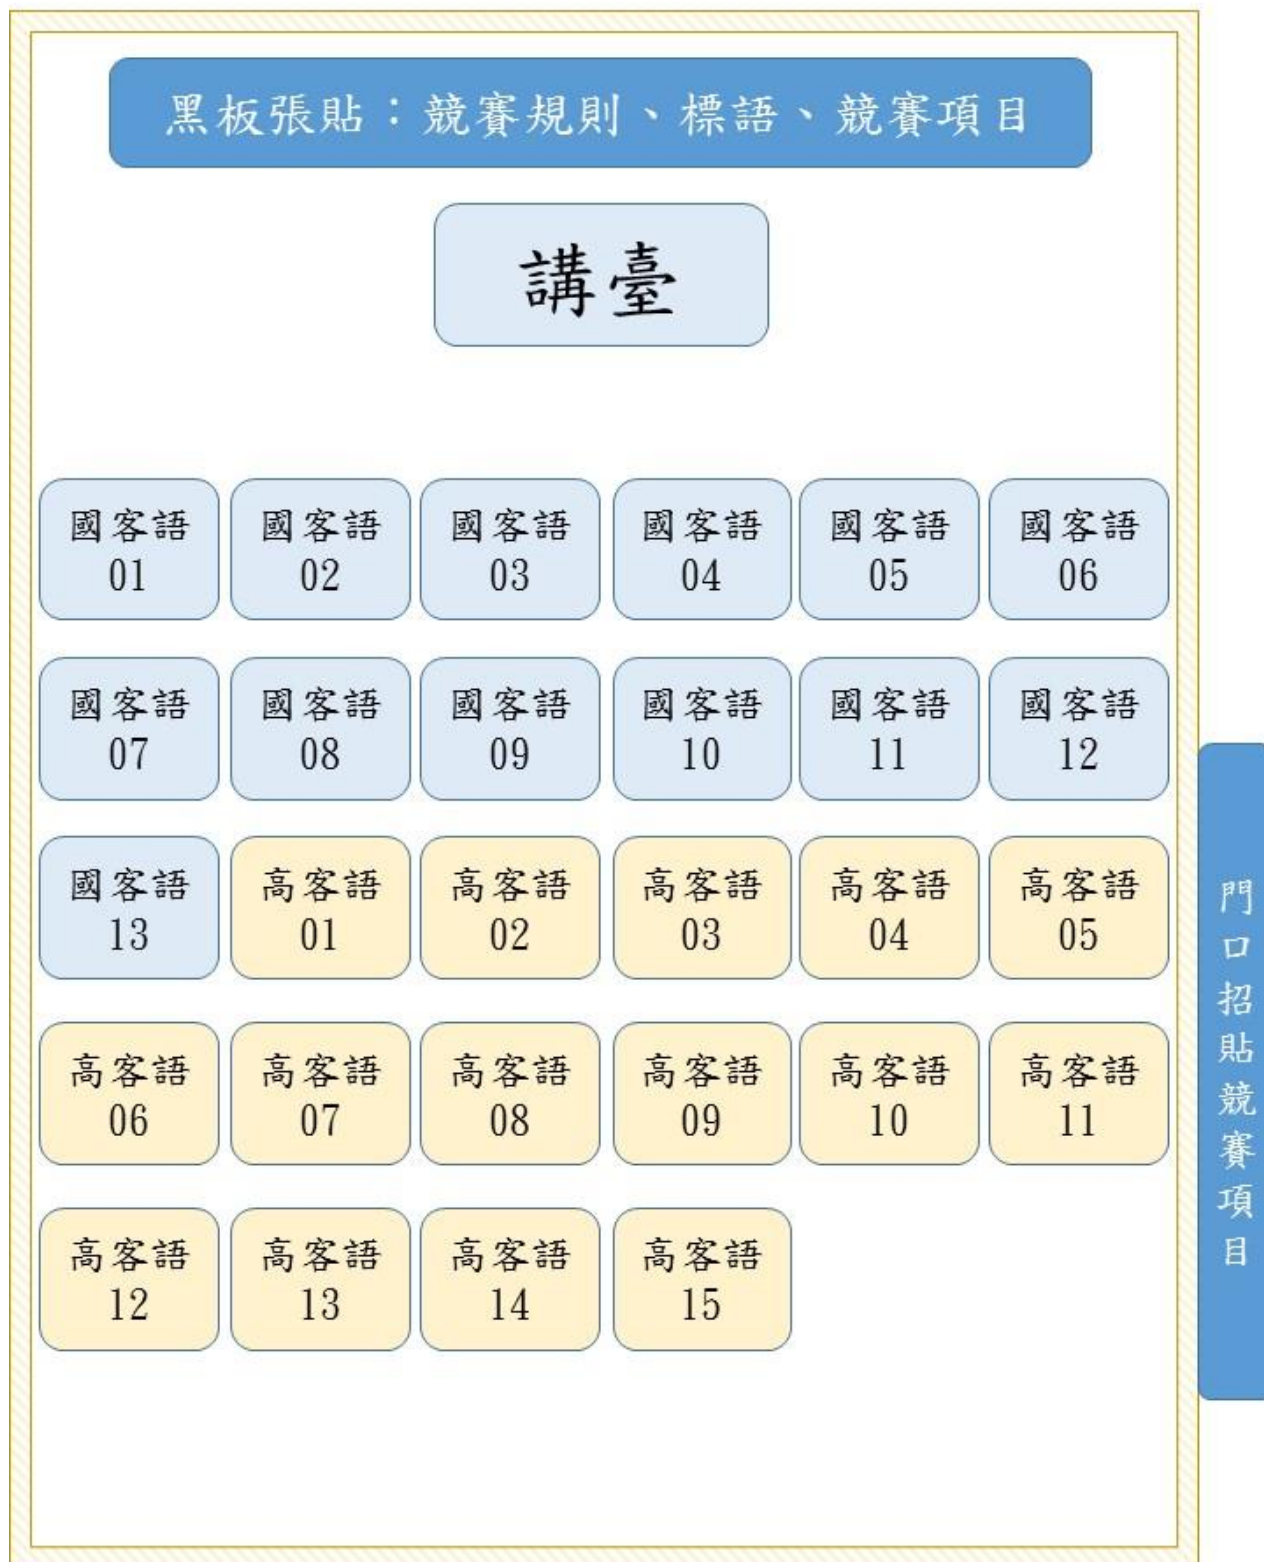 黑板張貼：競賽規則、標語、競賽項目
講臺
國客語
01
國客語
02
國客語
03
國客語
04
國客語
05
國客語
06
國客語
07
國客語
08
國客語
09
國客語
10
國客語
11
國客語
12
國客語
13
高客語
01
高客語
02
高客語
03
高客語
04
高客語
05
高客語
06
高客語
07
高客語
08
高客語
09
高客語
10
高客語
11
高客語
12
高客語
13
高客語
14
高客語
15
門口招貼競賽項目